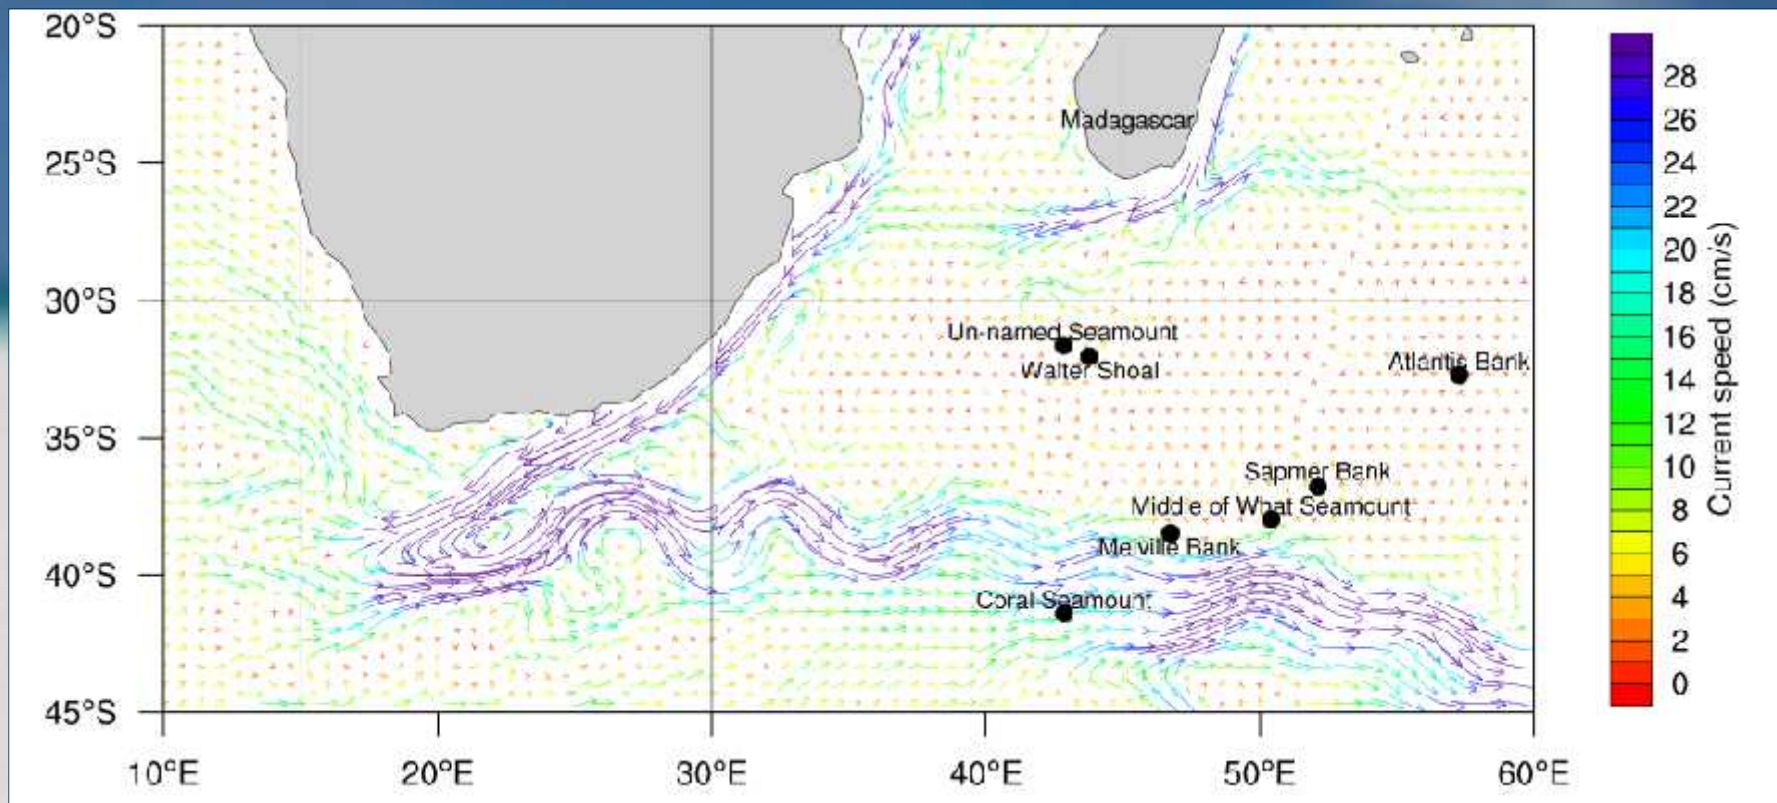 20°S
25°S
30°S
35°S
40°S
45°S
10°E
20°E
30°E
40°E
50°E
60°E
Madagascar
Un-named Seamount
Walter Shoal
Atlantis Bank
Sapmer Bank
Middle of What Seamount
Melville Bank
Coral Seamount
28
26
24
22
20
18
16
14
12
10
8
6
4
2
0
Current speed (cm/s)